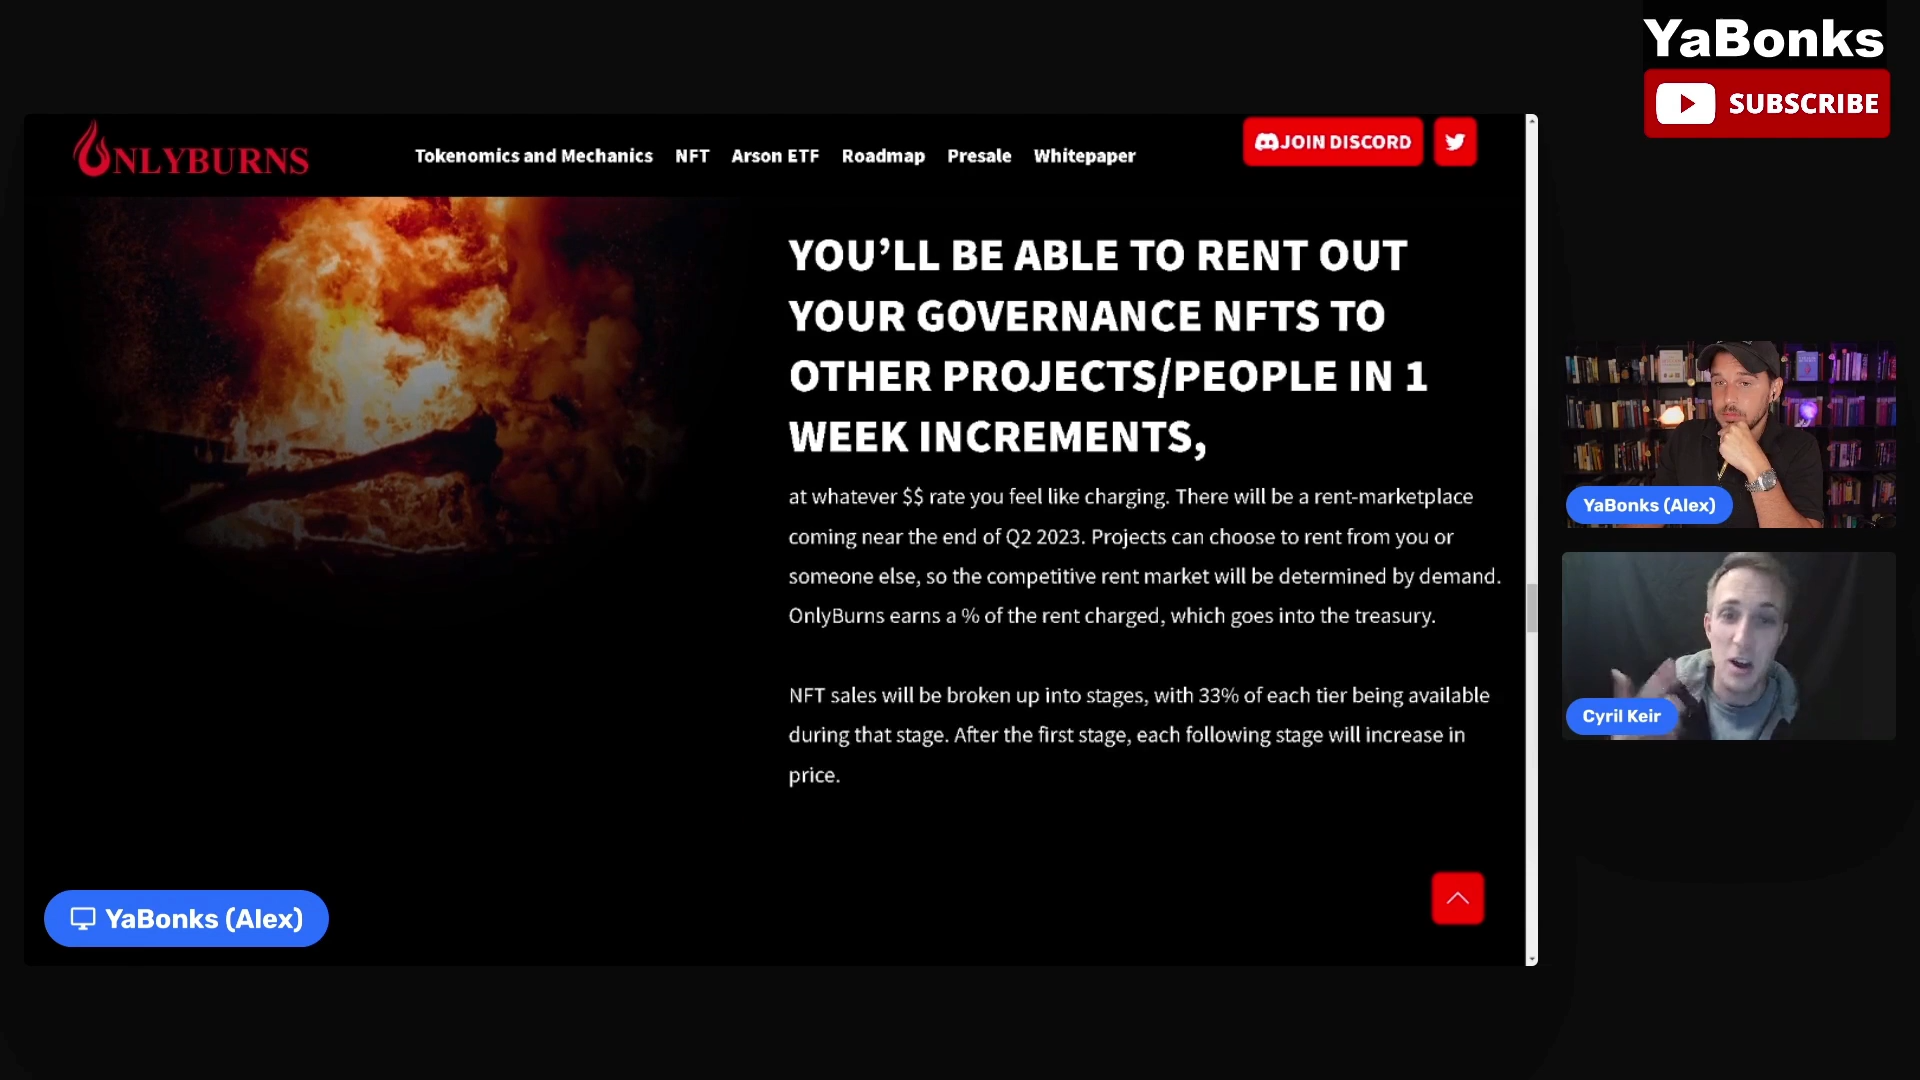 YaBonks
SUBSCRIBE
ONLYBURNS
Tokenomics and Mechanics NFT Arson ETF Roadmap Presale Whitepaper
JOIN DISCORD
YOU’LL BE ABLE TO RENT OUT
YOUR GOVERNANCE NFTS TO
OTHER PROJECTS/PEOPLE IN 1
WEEK INCREMENTS,
at whatever $$ rate you feel like charging. There will be a rent-marketplace
coming near the end of Q2 2023. Projects can choose to rent from you or
someone else, so the competitive rent market will be determined by demand.
OnlyBurns earns a % of the rent charged, which goes into the treasury.
NFT sales will be broken up into stages, with 33% of each tier being available
during that stage. After the first stage, each following stage will increase in
price.
YaBonks (Alex)
YaBonks (Alex)
Cyril Keir